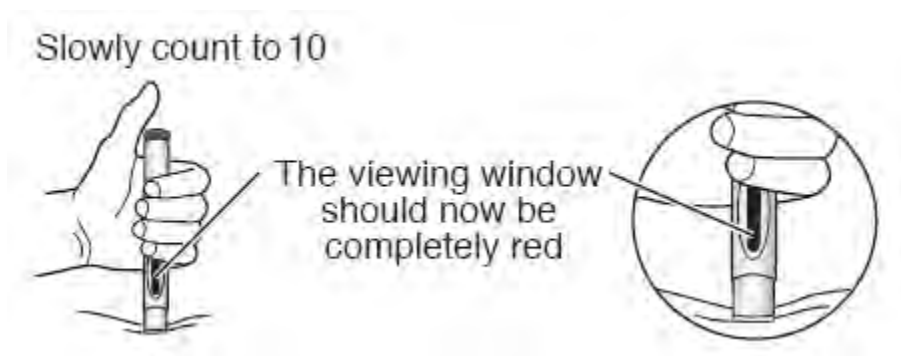 Slowly count to 10
The viewing window
should now be
completely red